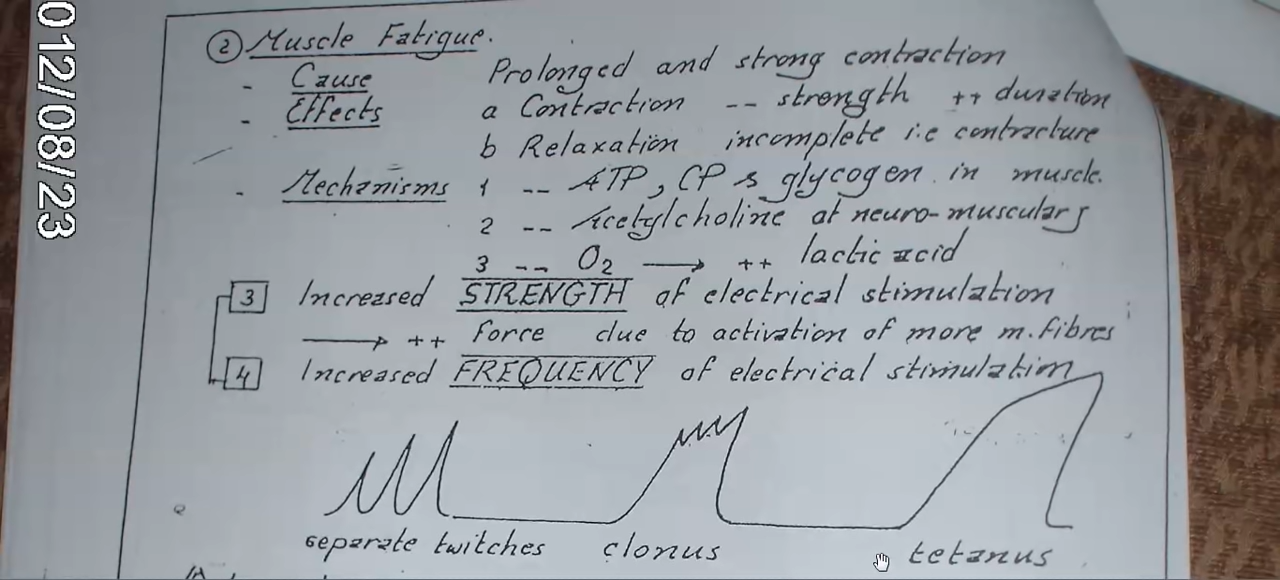 012/08/23
② Muscle Fatigue.
- Cause Prolonged and strong contraction
- Effects a Contraction -- strength ++ duration
b Relaxation incomplete i.e contracture
- Mechanisms 1 -- ATP, CP & glycogen in muscle.
2 -- Acetylcholine at neuro-muscular j
3 -- O2 → ++ lactic acid
3 Increased STRENGTH of electrical stimulation
→ ++ force due to activation of more m.fibres
4 Increased FREQUENCY of electrical stimulation
separate twitches clonus tetanus